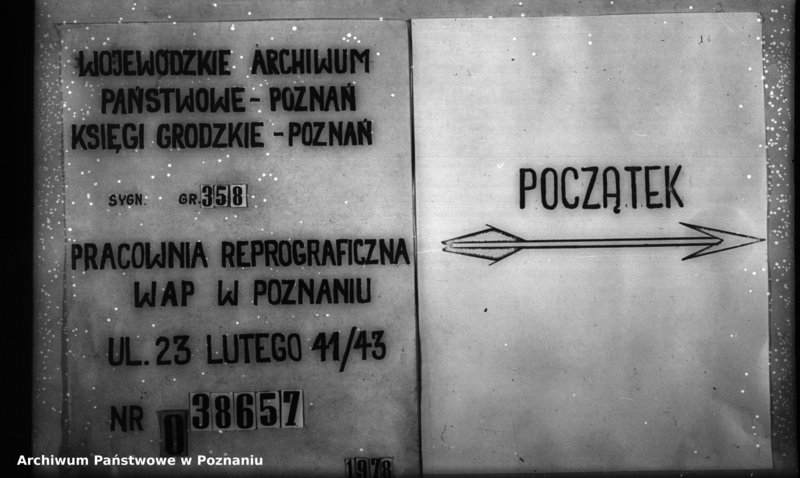 WOJEWÓDZKIE ARCHIWUM
PAŃSTWOWE - POZNAŃ
KSIĘGI GRODZKIE - POZNAŃ
SYGN. GR. 358
PRACOWNIA REPROGRAFICZNA
WAP W POZNANIU
UL. 23 LUTEGO 41/43
NR 0 38657
1978
POCZĄTEK
Archiwum Państwowe w Poznaniu